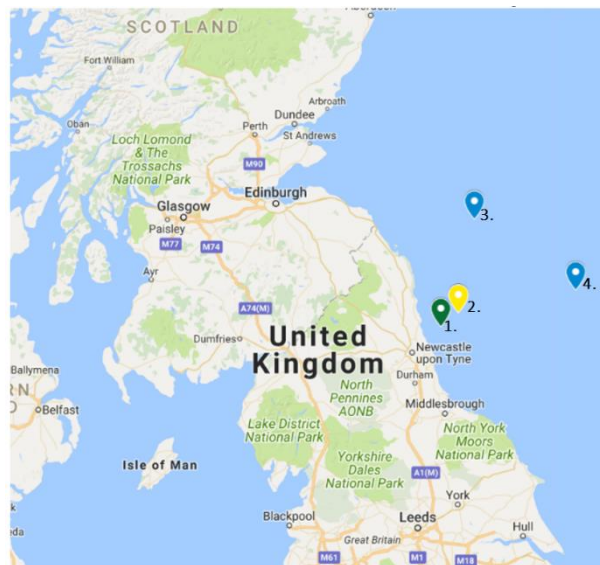 SCOTLAND
Fort William
Dundee
Arbroath
Oban
Perth
St Andrews
Loch Lomond
& The
Trossachs
National Park
M90
Edinburgh
Glasgow
Paisley
M77
M74
3.
Ayr
4.
A74(M)
2.
1.
United
Kingdom
Dumfries
Newcastle
upon Tyne
Ballymena
North
Pennines
AONB
Durham
Middlesbrough
Belfast
Lake District
National Park
North York
Moors
National Park
Isle of Man
Yorkshire
Dales
National Park
A1(M)
York
Blackpool
Leeds
Hull
Great Britain
M61
M1
M18